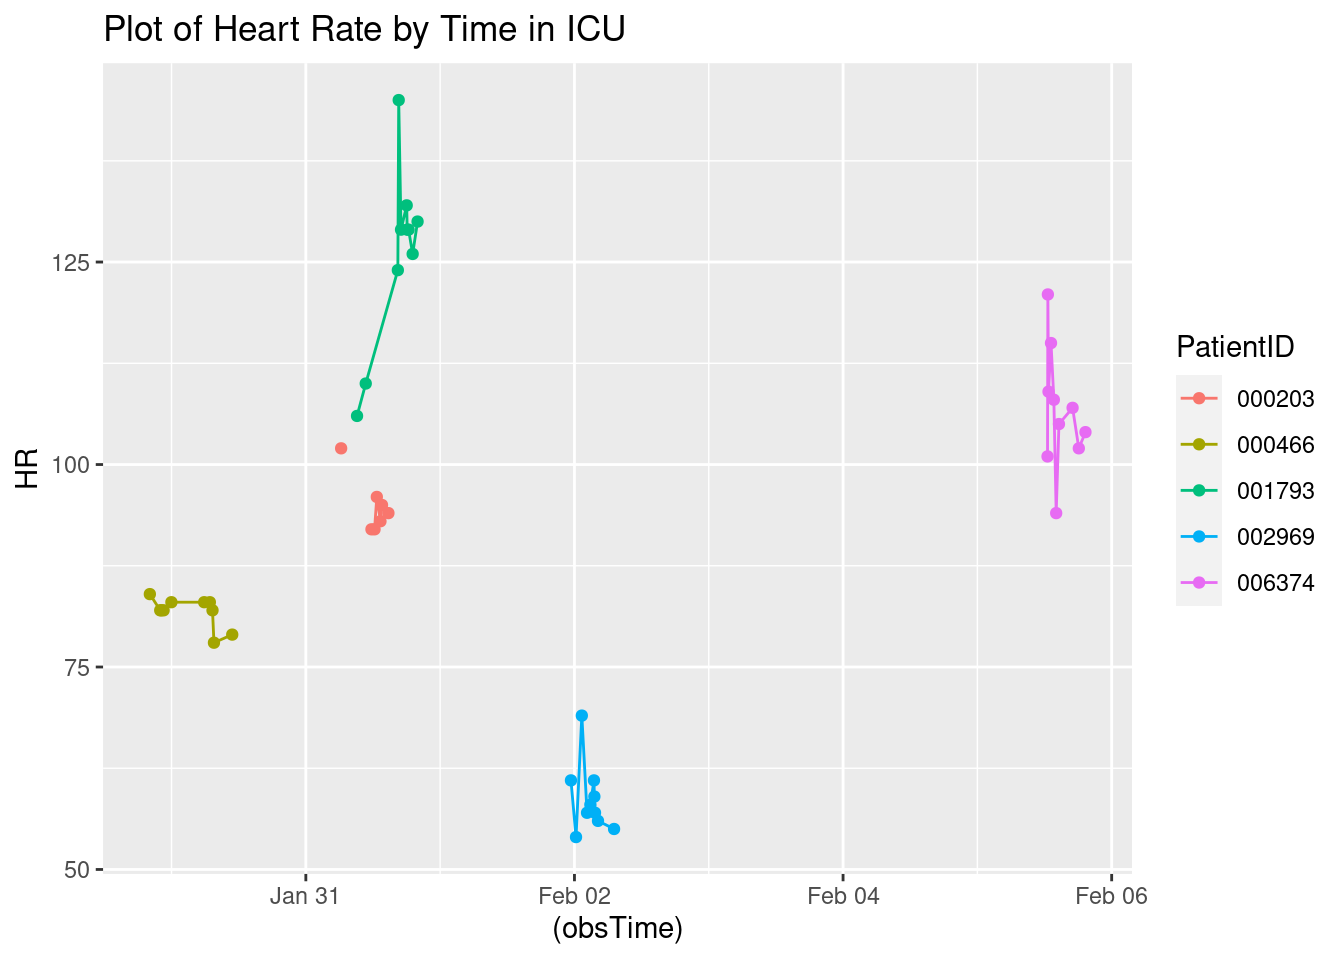 Plot of Heart Rate by Time in ICU
HR
125
100
75
50
Jan 31
Feb 02
Feb 04
Feb 06
(obsTime)
PatientID
000203
000466
001793
002969
006374